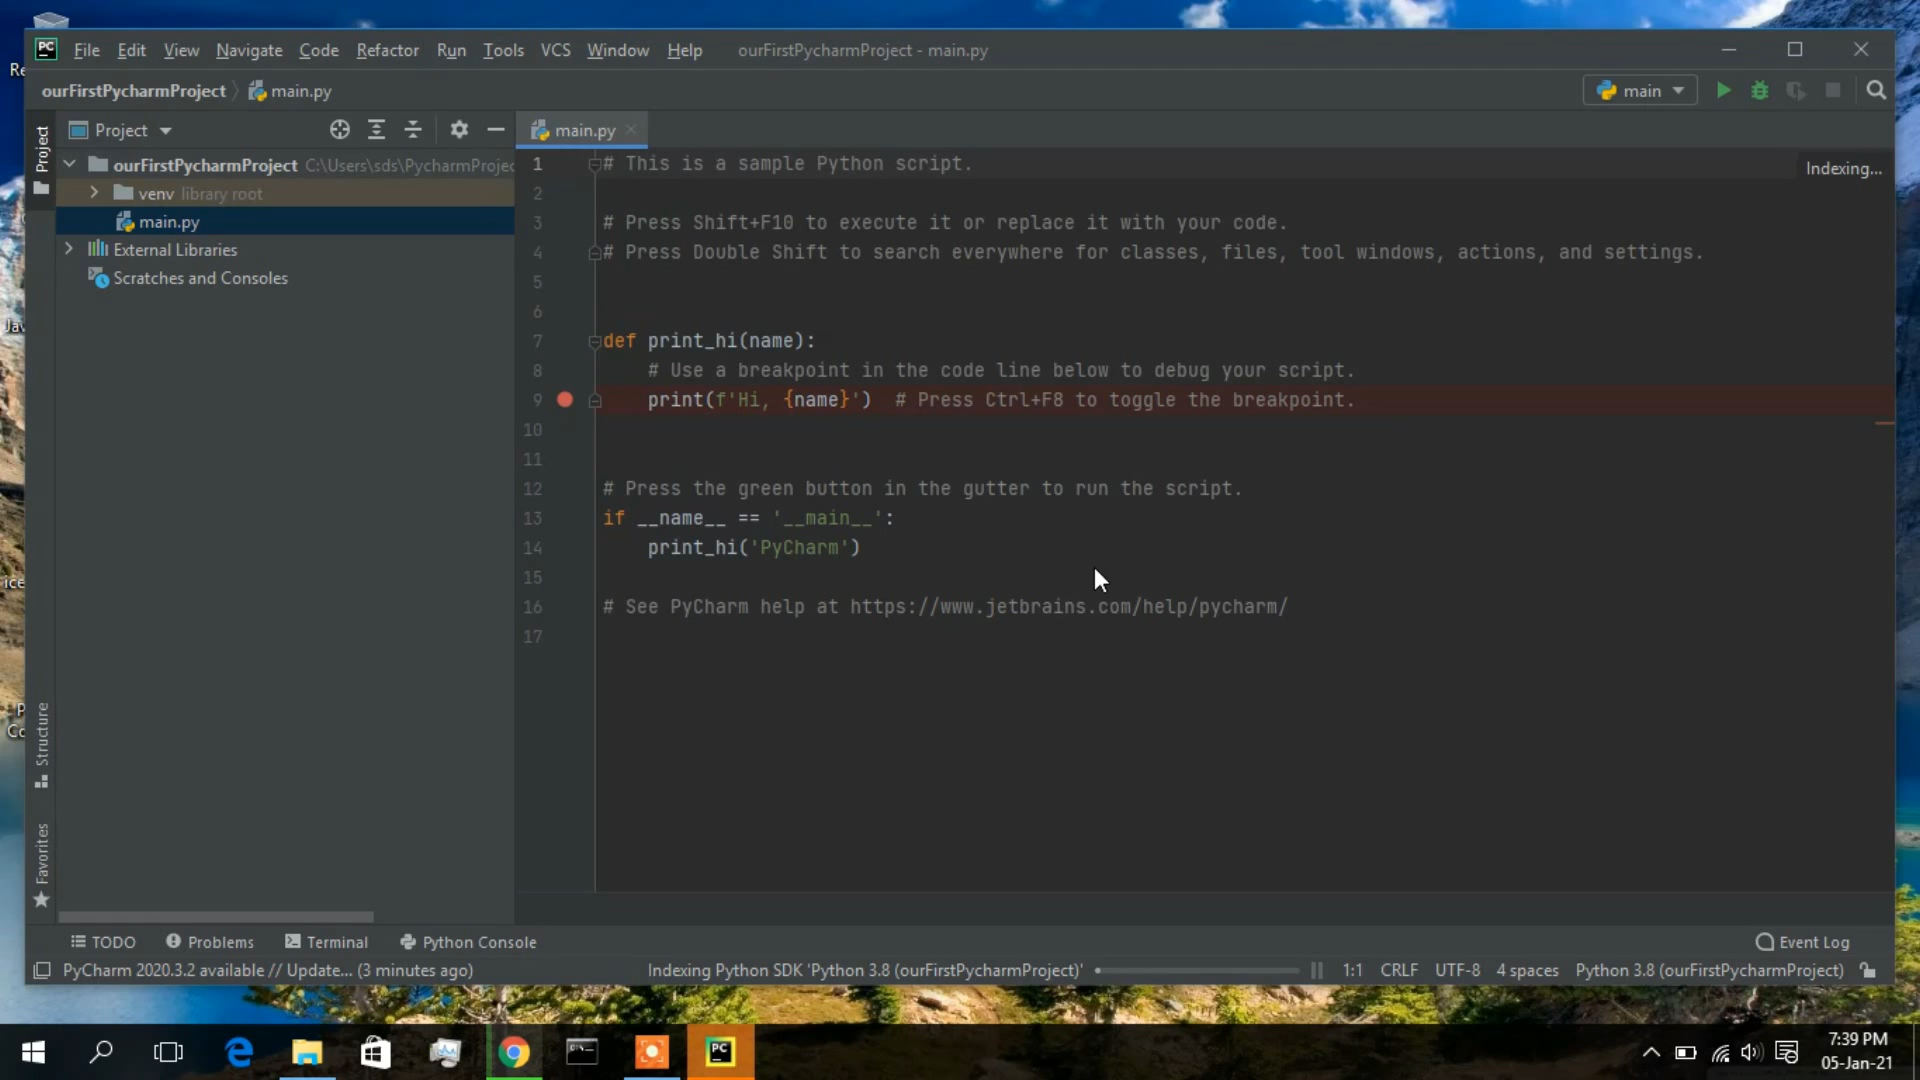 Re
PC File Edit View Navigate Code Refactor Run Tools VCS Window Help ourFirstPycharmProject - main.py
ourFirstPycharmProject main.py main
Project Project main.py
ourFirstPycharmProject C:\Users\sds\PycharmProjec
venv library root
main.py
External Libraries
Scratches and Consoles
Indexing...
1 # This is a sample Python script.
2
3 # Press Shift+F10 to execute it or replace it with your code.
4 # Press Double Shift to search everywhere for classes, files, tool windows, actions, and settings.
5
6
7 def print_hi(name):
8 # Use a breakpoint in the code line below to debug your script.
9 print(f'Hi, {name}') # Press Ctrl+F8 to toggle the breakpoint.
10
11
12 # Press the green button in the gutter to run the script.
13 if __name__ == '__main__':
14 print_hi('PyCharm')
15
16 # See PyCharm help at https://www.jetbrains.com/help/pycharm/
17
Jav
ice
P
Co
Structure
Favorites
TODO Problems Terminal Python Console Event Log
PyCharm 2020.3.2 available // Update... (3 minutes ago) Indexing Python SDK 'Python 3.8 (ourFirstPycharmProject)' 1:1 CRLF UTF-8 4 spaces Python 3.8 (ourFirstPycharmProject)
PC
7:39 PM
05-Jan-21